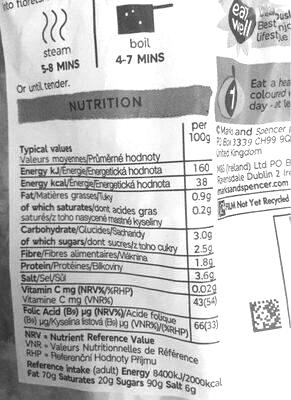 into florets
steam
5-8 MINS
boil
4-7 MINS
Or until tender.
NUTRITION
per
100g
Typical values
Valeurs moyennes/Průměrné hodnoty
Energy kJ/Energie/Energetická hodnota 160
Energy kcal/Energie/Energetická hodnota 38
Fat/Matières grasses/Tuky 0.9g
of which saturates/dont acides gras
saturés/z toho nasycené mastné kyseliny 0.2g
Carbohydrate/Glucides/Sacharidy 3.0g
of which sugars/dont sucres/z toho cukry 2.5g
Fibre/Fibres alimentaires/Vláknina 1.8g
Protein/Protéines/Bílkoviny 3.6g
Salt/Sel/Sůl 0.02g
Vitamin C mg (NRV%/RHP)
Vitamine C mg (VNR%) 43(54)
Folic Acid (B9) µg (NRV%)/Acide folique
(B9) µg/Kyselina listová (B9) µg (VNR%)/(%RHP) 66(33)
NRV = Nutrient Reference Value
VNR = Valeurs Nutritionnelles de Référence
RHP = Referenční Hodnoty Příjmu
Reference intake (adult) Energy 8400kJ/2000kcal
Fat 70g Saturates 20g Sugars 90g Salt 6g
eat
well
Best
lifestyle
Eat a hea
coloured
day - at le
1
©Marks and Spencer
PO Box 3339 CH99 9Q
United Kingdom
M&S (Ireland) Ltd PO B
Rathmines Dublin 2 Ire
marksandspencer.com
FILM Not Yet Recycled